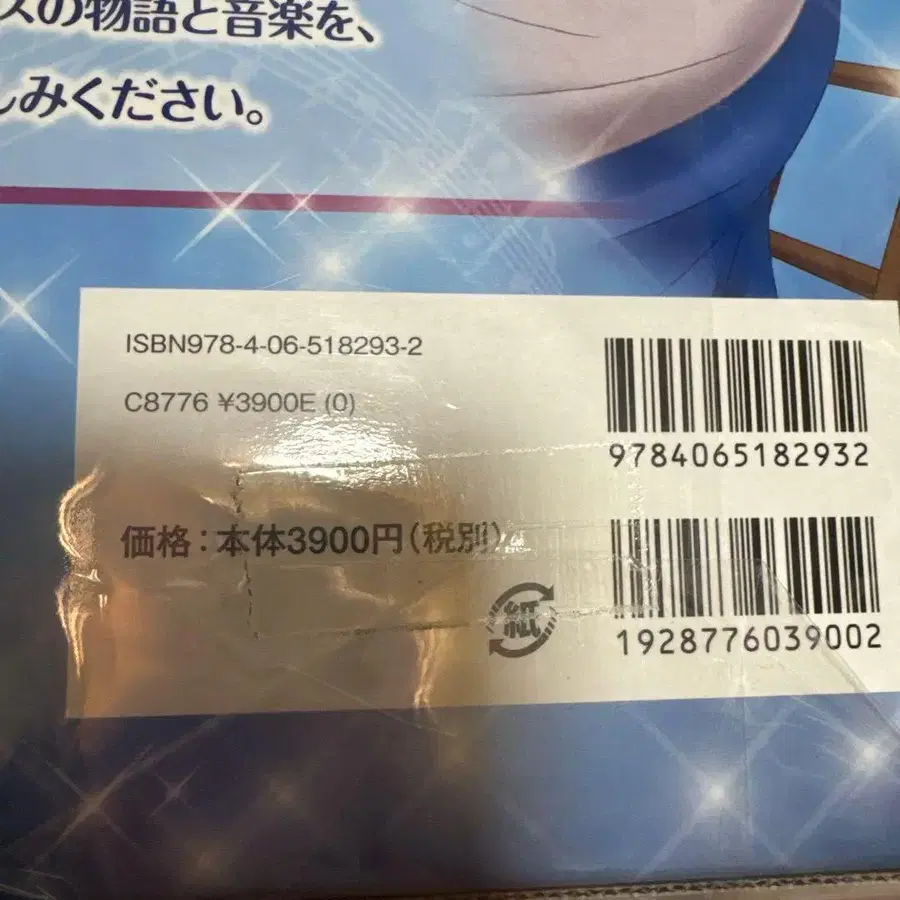 スの物語と音楽を、
しみください。
ISBN978-4-06-518293-2
C8776 ¥3900E (0)
9784065182932
価格：本体3900円（税別）
紙
1928776039002